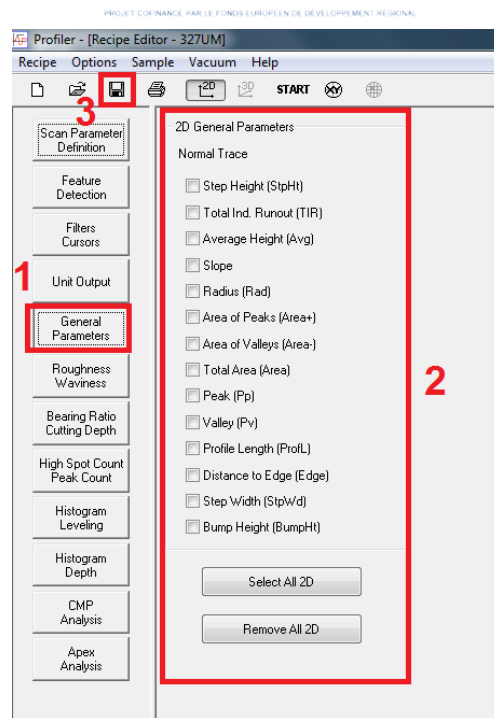 PROJET COFINANCE PAR LE FONDS EUROPEEN DE DEVELOPPEMENT REGIONAL
Profiler - [Recipe Editor - 327UM]
Recipe Options Sample Vacuum Help
2D 3D START XY
3
Scan Parameter
Definition
Feature
Detection
Filters
Cursors
1
Unit Output
General
Parameters
Roughness
Waviness
Bearing Ratio
Cutting Depth
High Spot Count
Peak Count
Histogram
Leveling
Histogram
Depth
CMP
Analysis
Apex
Analysis
2D General Parameters
Normal Trace
Step Height (StpHt)
Total Ind. Runout (TIR)
Average Height (Avg)
Slope
Radius (Rad)
Area of Peaks (Area+)
Area of Valleys (Area-)
Total Area (Area)
Peak (Pp)
Valley (Pv)
Profile Length (ProfL)
Distance to Edge (Edge)
Step Width (StpWd)
Bump Height (BumpHt)
2
Select All 2D
Remove All 2D